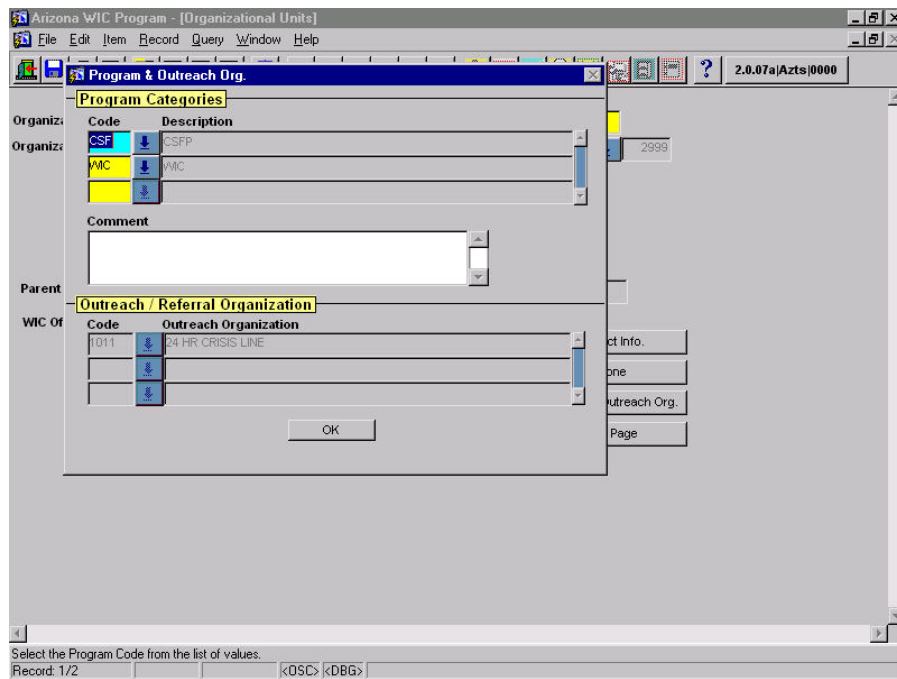 Arizona WIC Program - [Organizational Units]
File Edit Item Record Query Window Help
? 2.0.07a|Azts|0000
Program & Outreach Org.
Program Categories
Organiza Code Description
CSF CSFP
Organiza 2999
WIC WIC
Comment
Parent
Outreach / Referral Organization
WIC Of Code Outreach Organization
1011 24 HR CRISIS LINE ct Info.
one
utreach Org.
OK Page
Select the Program Code from the list of values.
Record: 1/2 <OSC> <DBG>